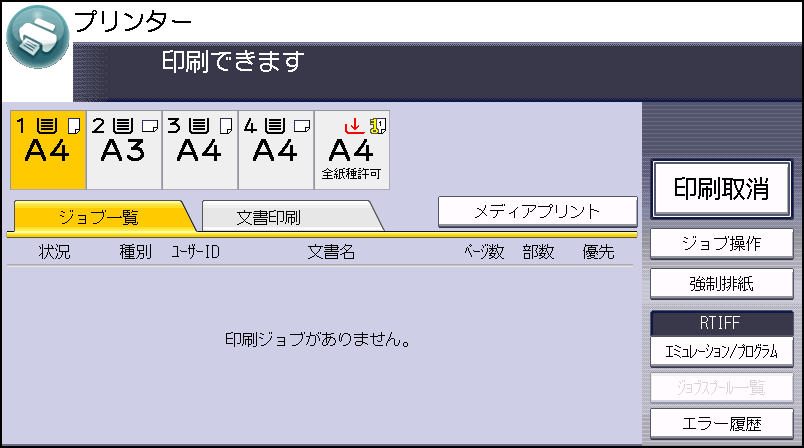 プリンター
印刷できます
1 2 3 4 1
A4 A3 A4 A4 A4
全紙種許可
ジョブ一覧 文書印刷 メディアプリント
状況 種別 ユーザーID 文書名 ページ数 部数 優先
印刷ジョブがありません。
印刷取消
ジョブ操作
強制排紙
RTIFF
エミュレーション/プログラム
ジョブスプール一覧
エラー履歴